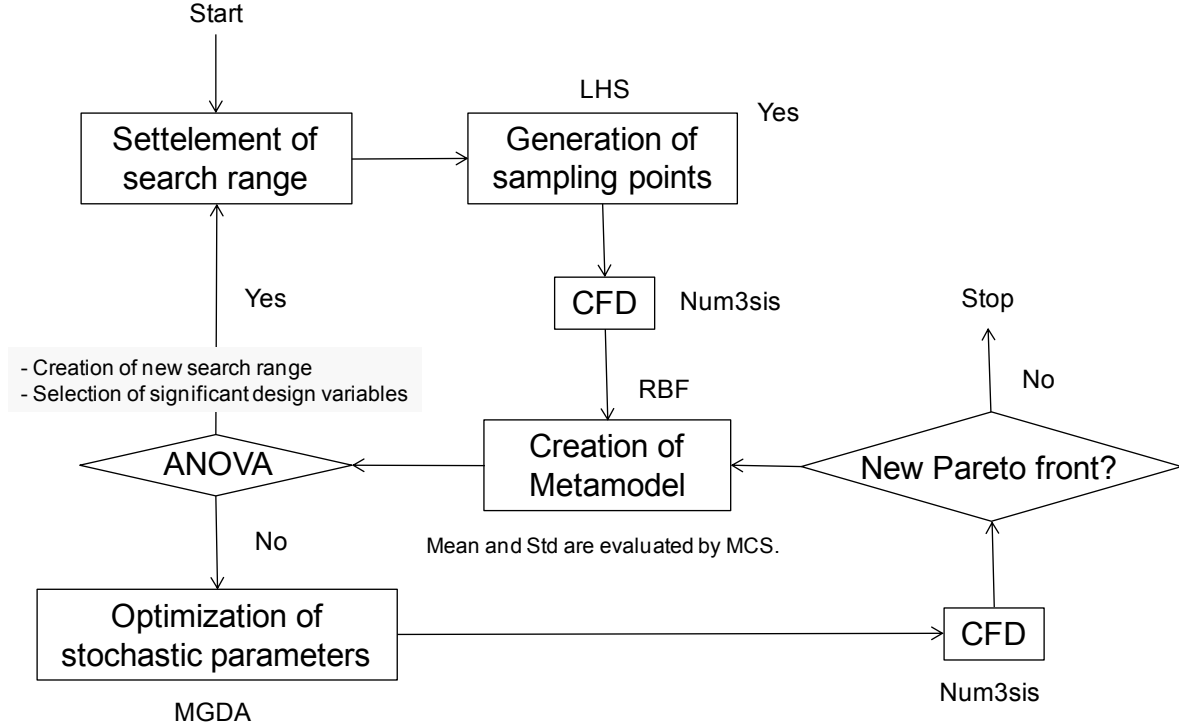 Start
LHS
Yes
Settelement of
search range
Generation of
sampling points
Yes
CFD
Num3sis
Stop
- Creation of new search range
- Selection of significant design variables
RBF
No
ANOVA
Creation of
Metamodel
New Pareto front?
No
Mean and Std are evaluated by MCS.
Optimization of
stochastic parameters
CFD
MGDA
Num3sis